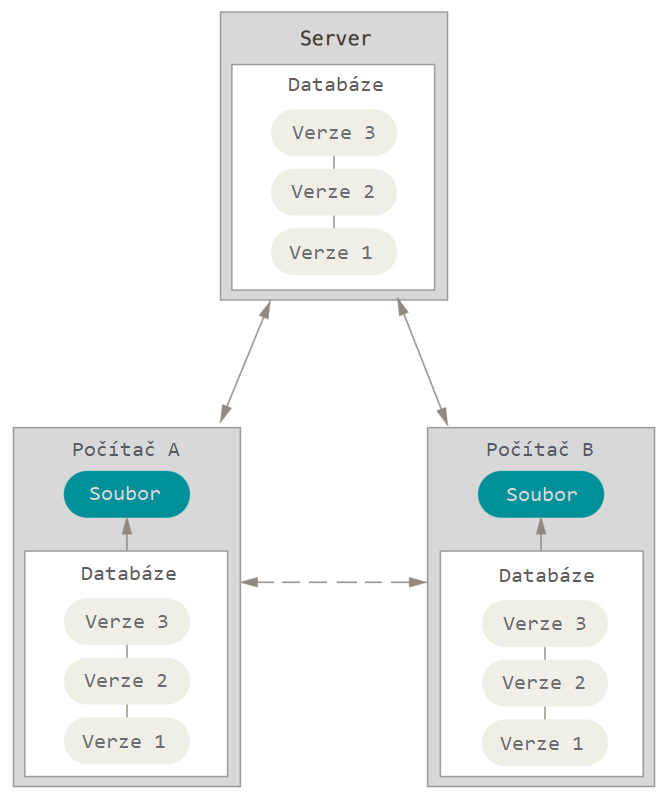 Server
Databáze
Verze 3
Verze 2
Verze 1
Počítač A
Soubor
Databáze
Verze 3
Verze 2
Verze 1
Počítač B
Soubor
Databáze
Verze 3
Verze 2
Verze 1